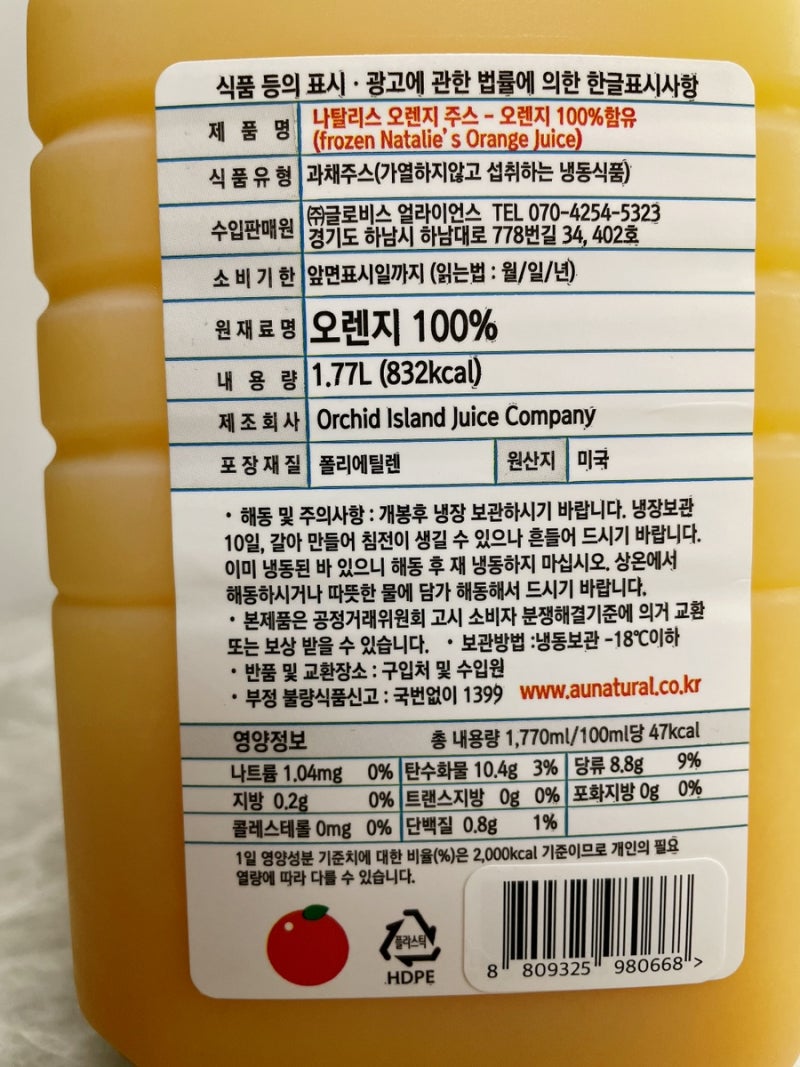 식품 등의 표시 · 광고에 관한 법률에 의한 한글표시사항
제 품 명 나탈리스 오렌지 주스 - 오렌지 100%함유
(frozen Natalie's Orange Juice)
식품유형 과채주스(가열하지않고 섭취하는 냉동식품)
수입판매원 ㈜글로비스 얼라이언스 TEL 070-4254-5323
경기도 하남시 하남대로 778번길 34, 402호
소비기한 앞면표시일까지 (읽는법 : 월/일/년)
원재료명 오렌지 100%
내 용 량 1.77L (832kcal)
제조회사 Orchid Island Juice Company
포장재질 폴리에틸렌 원산지 미국
· 해동 및 주의사항 : 개봉후 냉장 보관하시기 바랍니다. 냉장보관
10일, 갈아 만들어 침전이 생길 수 있으나 흔들어 드시기 바랍니다.
이미 냉동된 바 있으니 해동 후 재 냉동하지 마십시오. 상온에서
해동하시거나 따뜻한 물에 담가 해동해서 드시기 바랍니다.
· 본제품은 공정거래위원회 고시 소비자 분쟁해결기준에 의거 교환
또는 보상 받을 수 있습니다. · 보관방법 :냉동보관 -18℃이하
· 반품 및 교환장소 : 구입처 및 수입원
· 부정 불량식품신고 : 국번없이 1399 www.aunatural.co.kr
영양정보 총 내용량 1,770ml/100ml당 47kcal
나트륨 1.04mg 0% 탄수화물 10.4g 3% 당류 8.8g 9%
지방 0.2g 0% 트랜스지방 0g 0% 포화지방 0g 0%
콜레스테롤 0mg 0% 단백질 0.8g 1%
1일 영양성분 기준치에 대한 비율(%)은 2,000kcal 기준이므로 개인의 필요
열량에 따라 다를 수 있습니다.
플라스틱
HDPE
8 809325 980668 >